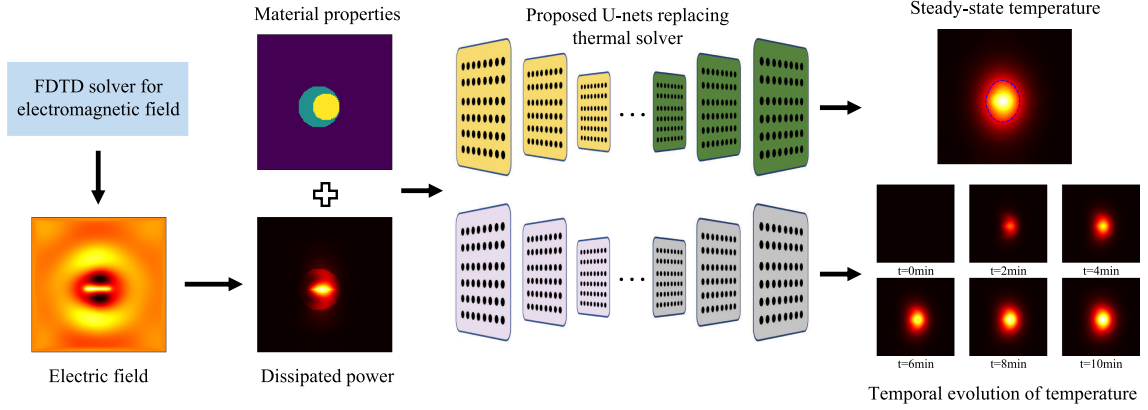 Material properties
Proposed U-nets replacing
thermal solver
Steady-state temperature
FDTD solver for
electromagnetic field
t=0min
t=2min
t=4min
t=6min
t=8min
t=10min
Electric field
Dissipated power
Temporal evolution of temperature